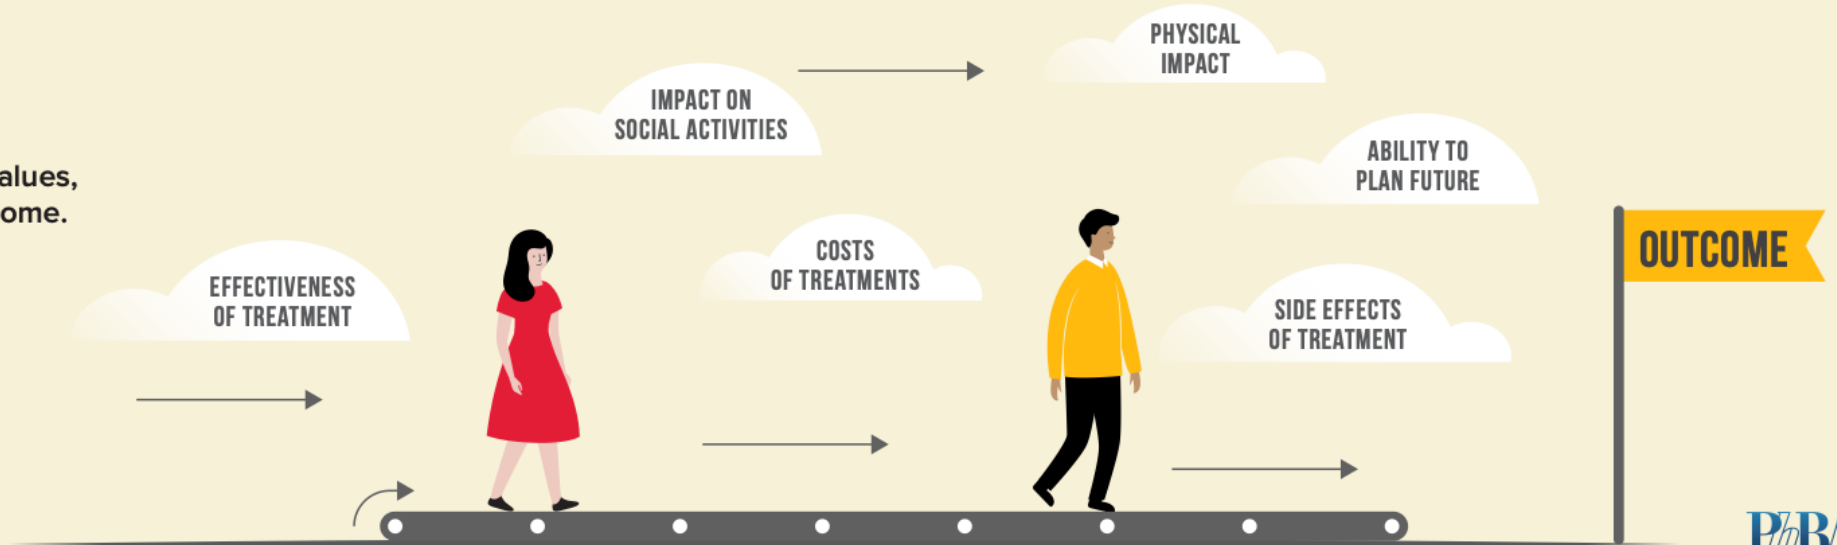 PHYSICAL
IMPACT
IMPACT ON
SOCIAL ACTIVITIES
ABILITY TO
PLAN FUTURE
alues,
ome.
COSTS
OF TREATMENTS
OUTCOME
EFFECTIVENESS
OF TREATMENT
SIDE EFFECTS
OF TREATMENT